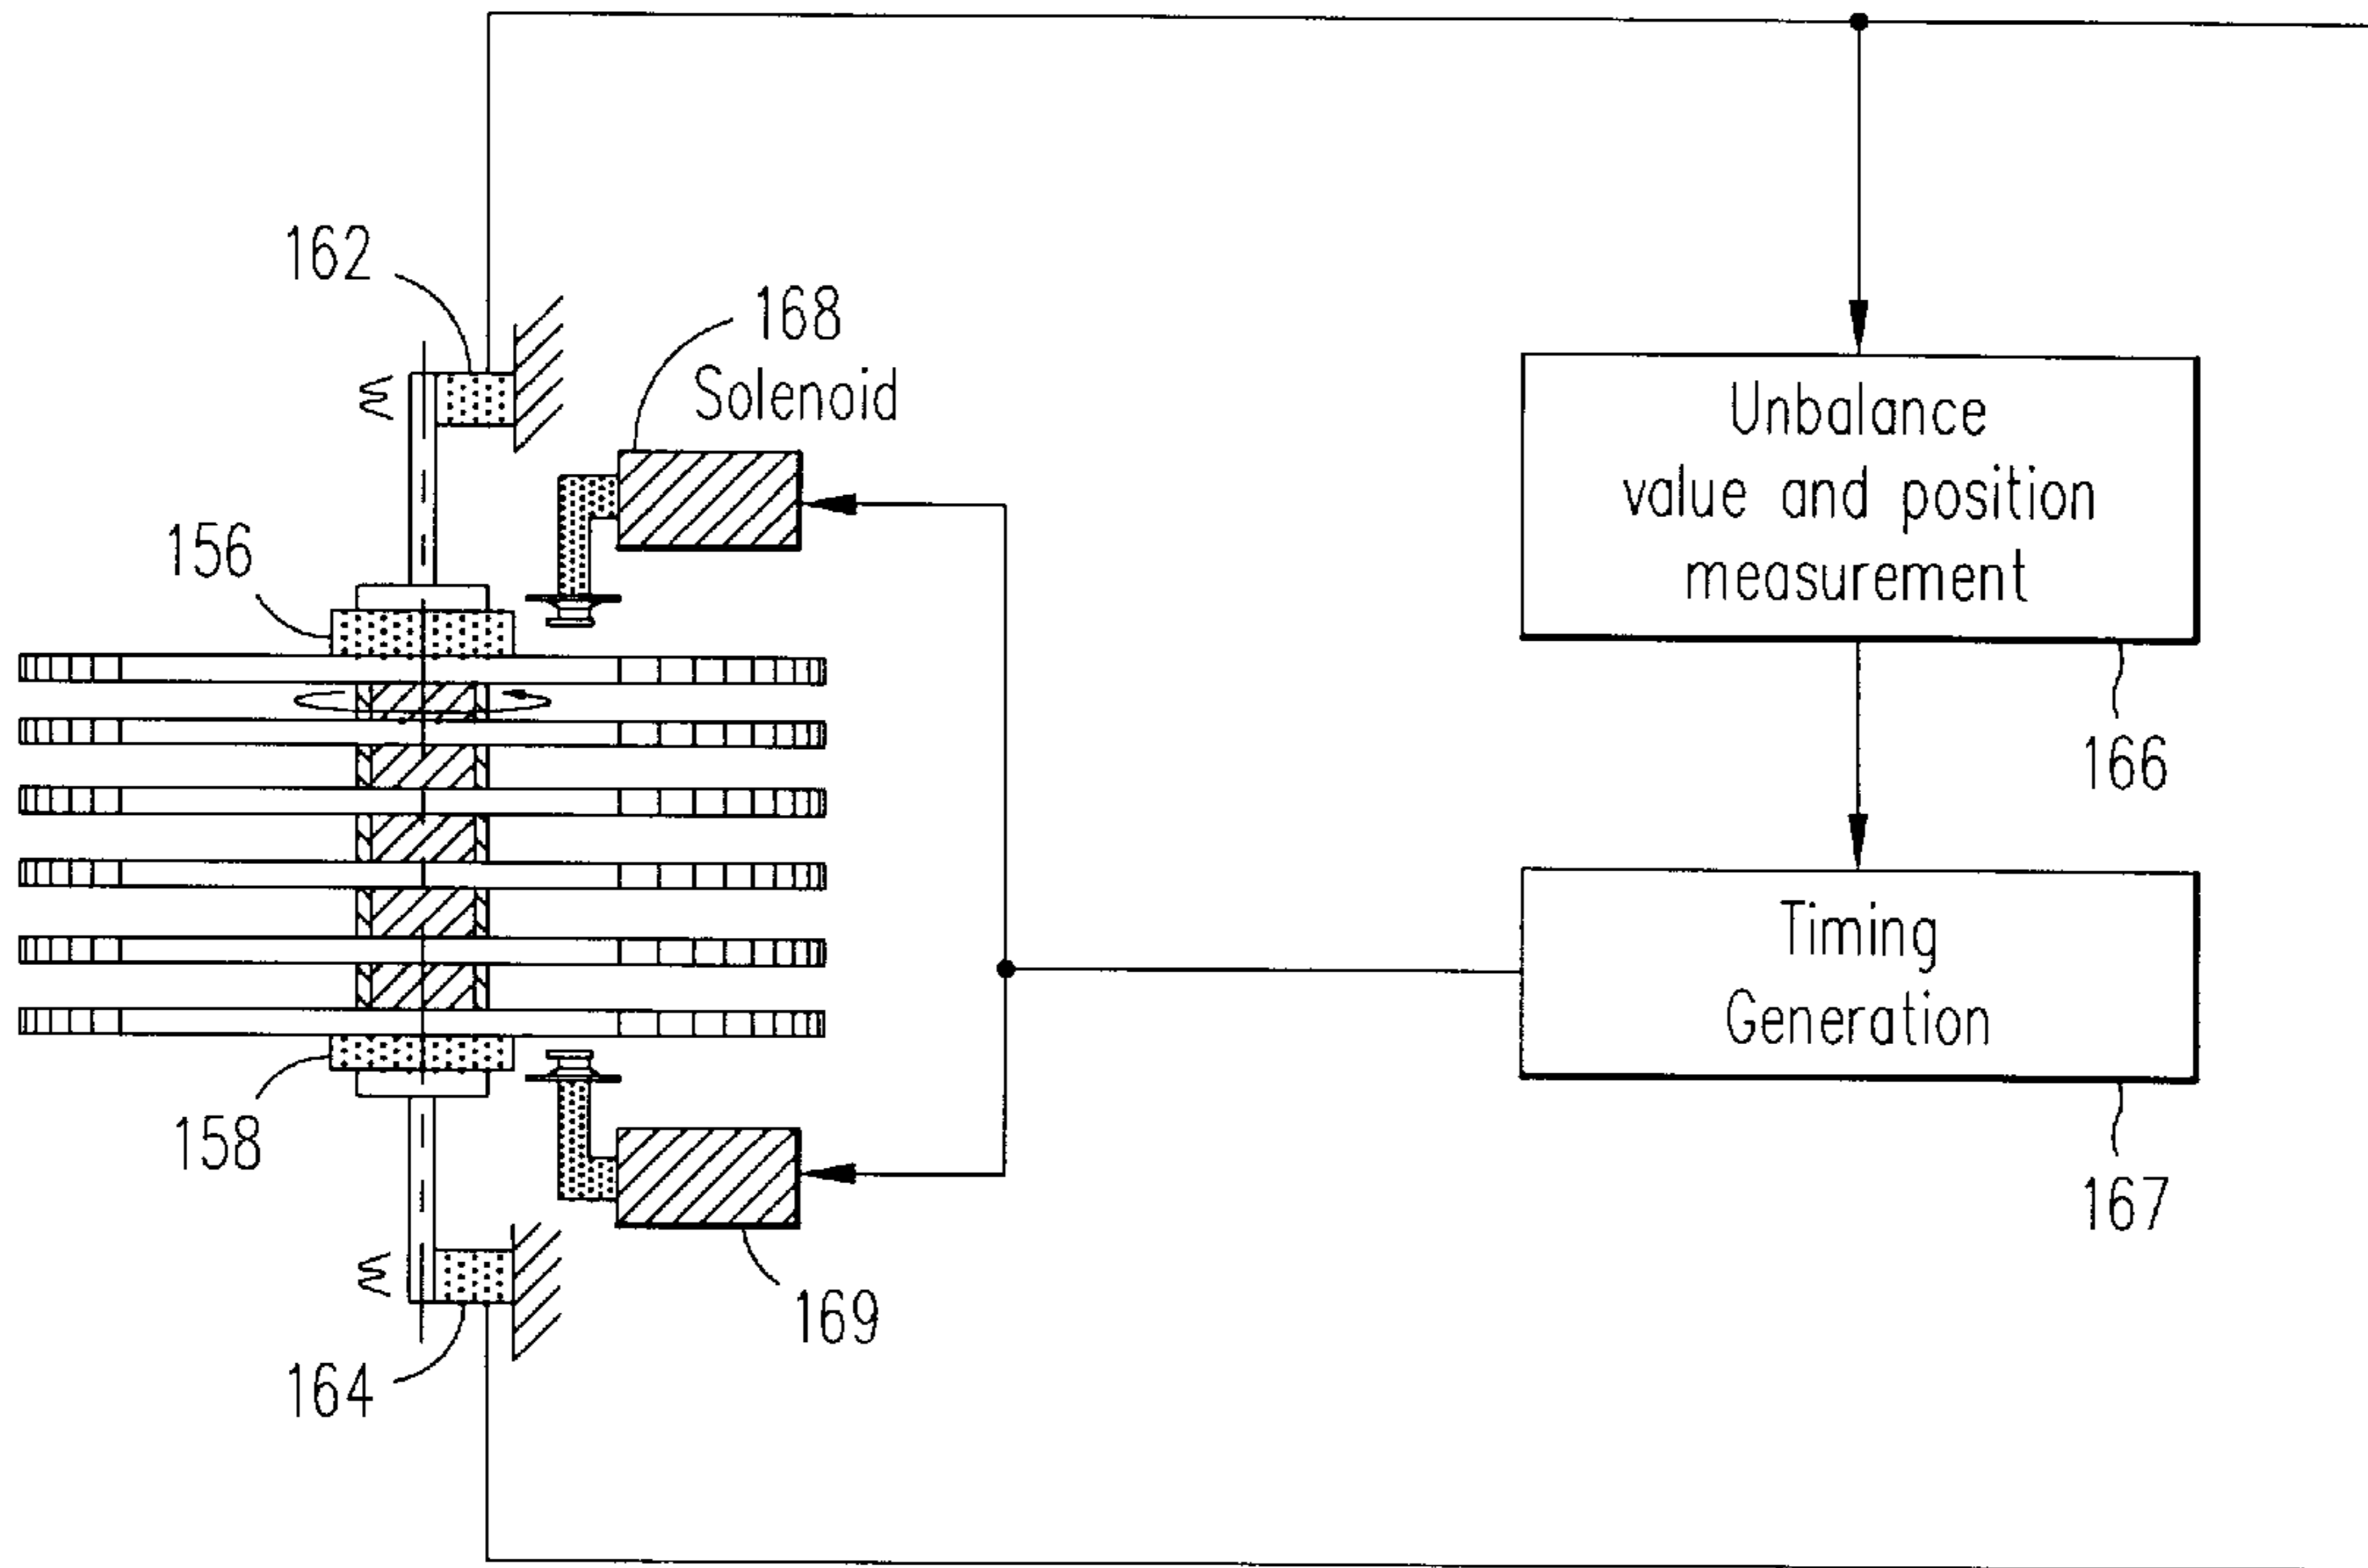 162
168
Solenoid
156
Unbalance
value and position
measurement
166
Timing
Generation
158
167
169
164